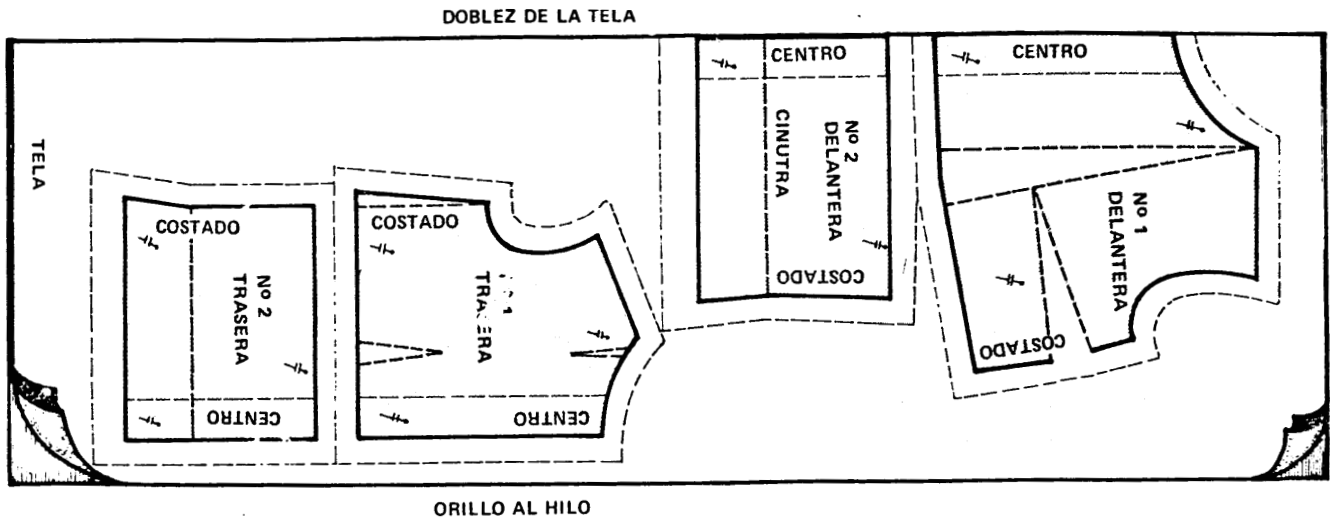 DOBLEZ DE LA TELA
TELA
COSTADO
Nº 2
TRASERA
CENTRO
COSTADO
TRASERA
CENTRO
CENTRO
CINUTRA
Nº 2
DELANTERA
COSTADO
CENTRO
Nº 1
DELANTERA
COSTADO
ORILLO AL HILO